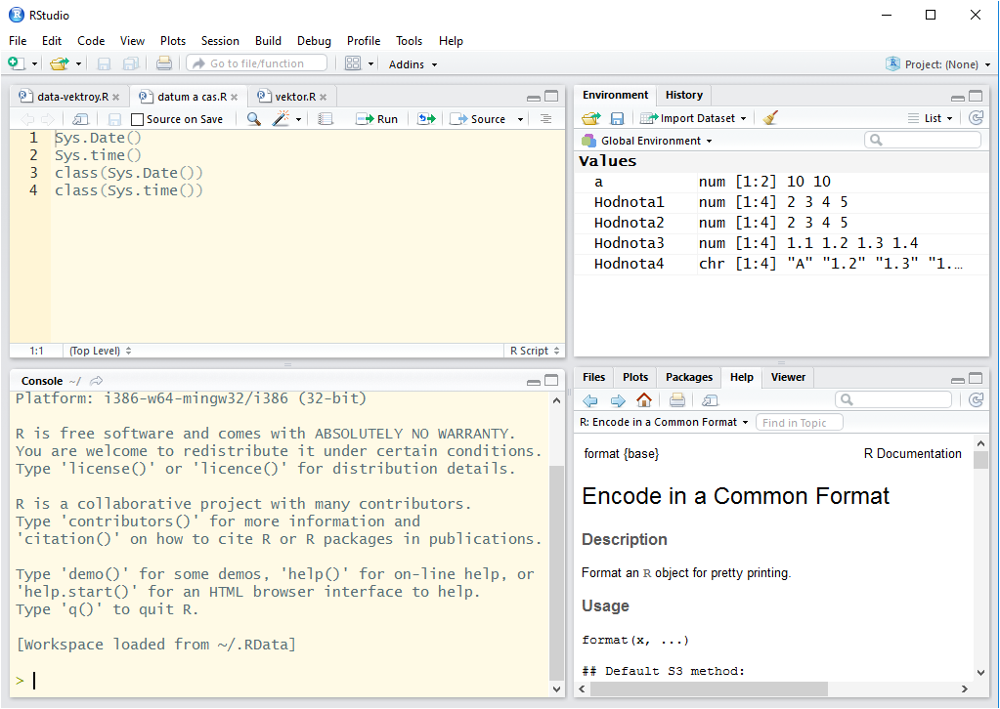 RStudio
File Edit Code View Plots Session Build Debug Profile Tools Help
Go to file/function Addins Project: (None)
data-vektroy.R datum a cas.R vektor.R
Source on Save Run Source
1 Sys.Date()
2 Sys.time()
3 class(Sys.Date())
4 class(Sys.time())
1:1 (Top Level) R Script
Console ~/
Platform: i386-w64-mingw32/i386 (32-bit)
R is free software and comes with ABSOLUTELY NO WARRANTY.
You are welcome to redistribute it under certain conditions.
Type 'license()' or 'licence()' for distribution details.
R is a collaborative project with many contributors.
Type 'contributors()' for more information and
'citation()' on how to cite R or R packages in publications.
Type 'demo()' for some demos, 'help()' for on-line help, or
'help.start()' for an HTML browser interface to help.
Type 'q()' to quit R.
[Workspace loaded from ~/.RData]
>
Environment History
Import Dataset List
Global Environment
Values
a num [1:2] 10 10
Hodnota1 num [1:4] 2 3 4 5
Hodnota2 num [1:4] 2 3 4 5
Hodnota3 num [1:4] 1.1 1.2 1.3 1.4
Hodnota4 chr [1:4] "A" "1.2" "1.3" "1.…
Files Plots Packages Help Viewer
R: Encode in a Common Format Find in Topic
format {base} R Documentation
Encode in a Common Format
Description
Format an R object for pretty printing.
Usage
format(x, ...)
## Default S3 method: